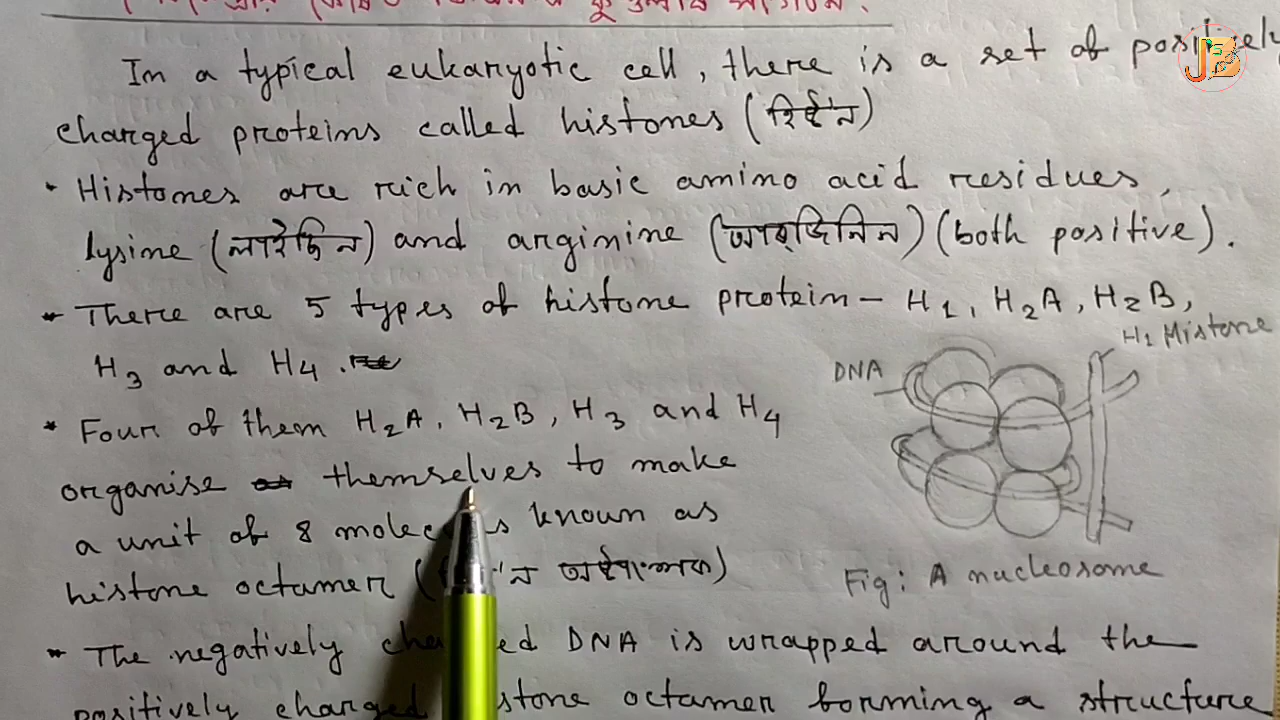 In a typical eukaryotic cell, there is a set of positively
charged proteins called histones (হিস্টোন)
• Histones are rich in basic amino acid residues,
lysine (লাইজিন) and arginine (আরজিনিন) (both positive).
* There are 5 types of histone protein – H1, H2A, H2B,
H3 and H4.
* Four of them H2A, H2B, H3 and H4
organise themselves to make
a unit of 8 known as
histone octamer (
* The negatively DNA is wrapped around the
positively charged octamer forming a structure
DNA
H1 Histone
Fig: A nucleosome